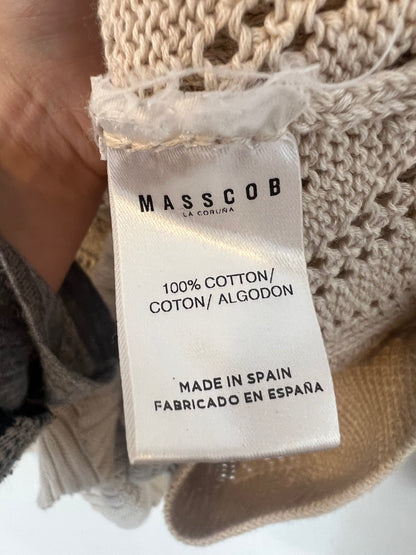 MASSCOB
LA CORUÑA
100% COTTON/
COTON/ ALGODON
MADE IN SPAIN
FABRICADO EN ESPAÑA